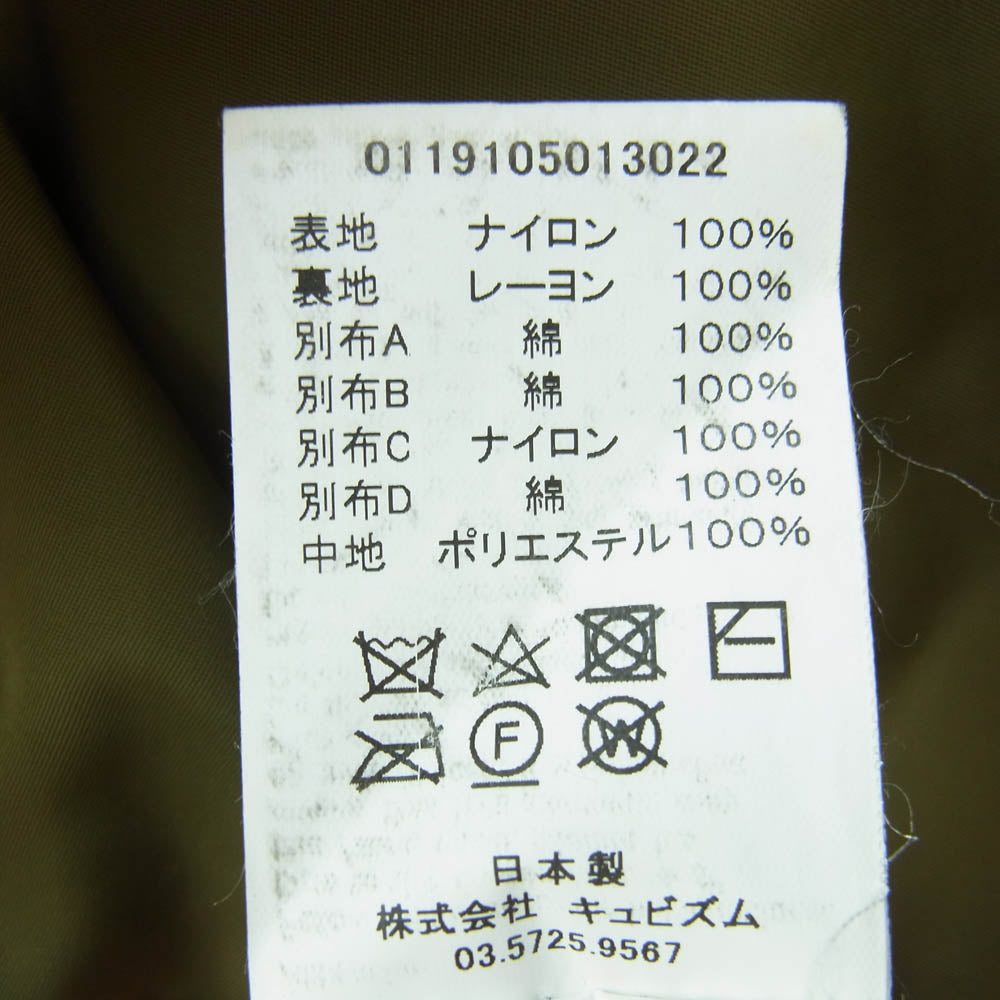 0119105013022
表地 ナイロン 100%
裏地 レーヨン 100%
別布A 綿 100%
別布B 綿 100%
別布C ナイロン 100%
別布D 綿 100%
中地 ポリエステル 100%
F W
日本製
株式会社 キュビズム
03.5725.9567